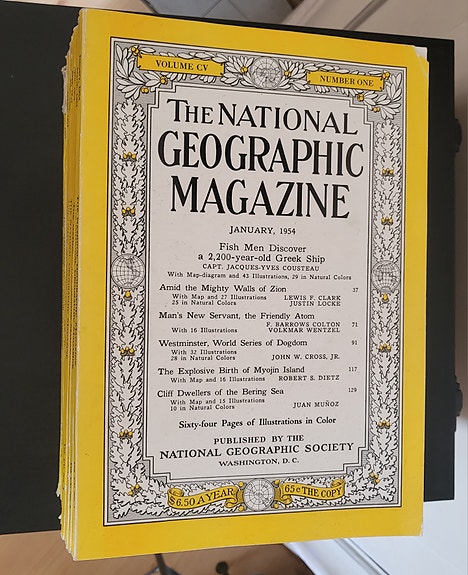 VOLUME CV
NUMBER ONE
THE NATIONAL
GEOGRAPHIC
MAGAZINE
JANUARY, 1954
Fish Men Discover
a 2,200-year-old Greek Ship
CAPT. JACQUES-YVES COUSTEAU
With Map-diagram and 43 Illustrations, 29 in Natural Colors
Amid the Mighty Walls of Zion 37
With Map and 27 Illustrations LEWIS F. CLARK
25 in Natural Colors JUSTIN LOCKE
Man's New Servant, the Friendly Atom
F. BARROWS COLTON 71
With 16 Illustrations VOLKMAR WENTZEL
Westminster, World Series of Dogdom 91
With 32 Illustrations
28 in Natural Colors JOHN W. CROSS, JR.
The Explosive Birth of Myojin Island 117
With Map and 16 Illustrations ROBERT S. DIETZ
Cliff Dwellers of the Bering Sea 129
With Map and 15 Illustrations
10 in Natural Colors JUAN MUÑOZ
Sixty-four Pages of Illustrations in Color
PUBLISHED BY THE
NATIONAL GEOGRAPHIC SOCIETY
WASHINGTON, D. C.
$6.50 A YEAR
65c THE COPY